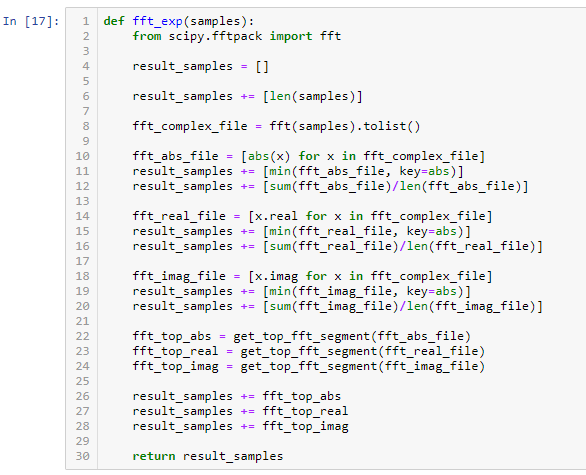 In [17]:
1 def fft_exp(samples):
2     from scipy.fftpack import fft
3
4     result_samples = []
5
6     result_samples += [len(samples)]
7
8     fft_complex_file = fft(samples).tolist()
9
10     fft_abs_file = [abs(x) for x in fft_complex_file]
11     result_samples += [min(fft_abs_file, key=abs)]
12     result_samples += [sum(fft_abs_file)/len(fft_abs_file)]
13
14     fft_real_file = [x.real for x in fft_complex_file]
15     result_samples += [min(fft_real_file, key=abs)]
16     result_samples += [sum(fft_real_file)/len(fft_real_file)]
17
18     fft_imag_file = [x.imag for x in fft_complex_file]
19     result_samples += [min(fft_imag_file, key=abs)]
20     result_samples += [sum(fft_imag_file)/len(fft_imag_file)]
21
22     fft_top_abs = get_top_fft_segment(fft_abs_file)
23     fft_top_real = get_top_fft_segment(fft_real_file)
24     fft_top_imag = get_top_fft_segment(fft_imag_file)
25
26     result_samples += fft_top_abs
27     result_samples += fft_top_real
28     result_samples += fft_top_imag
29
30     return result_samples